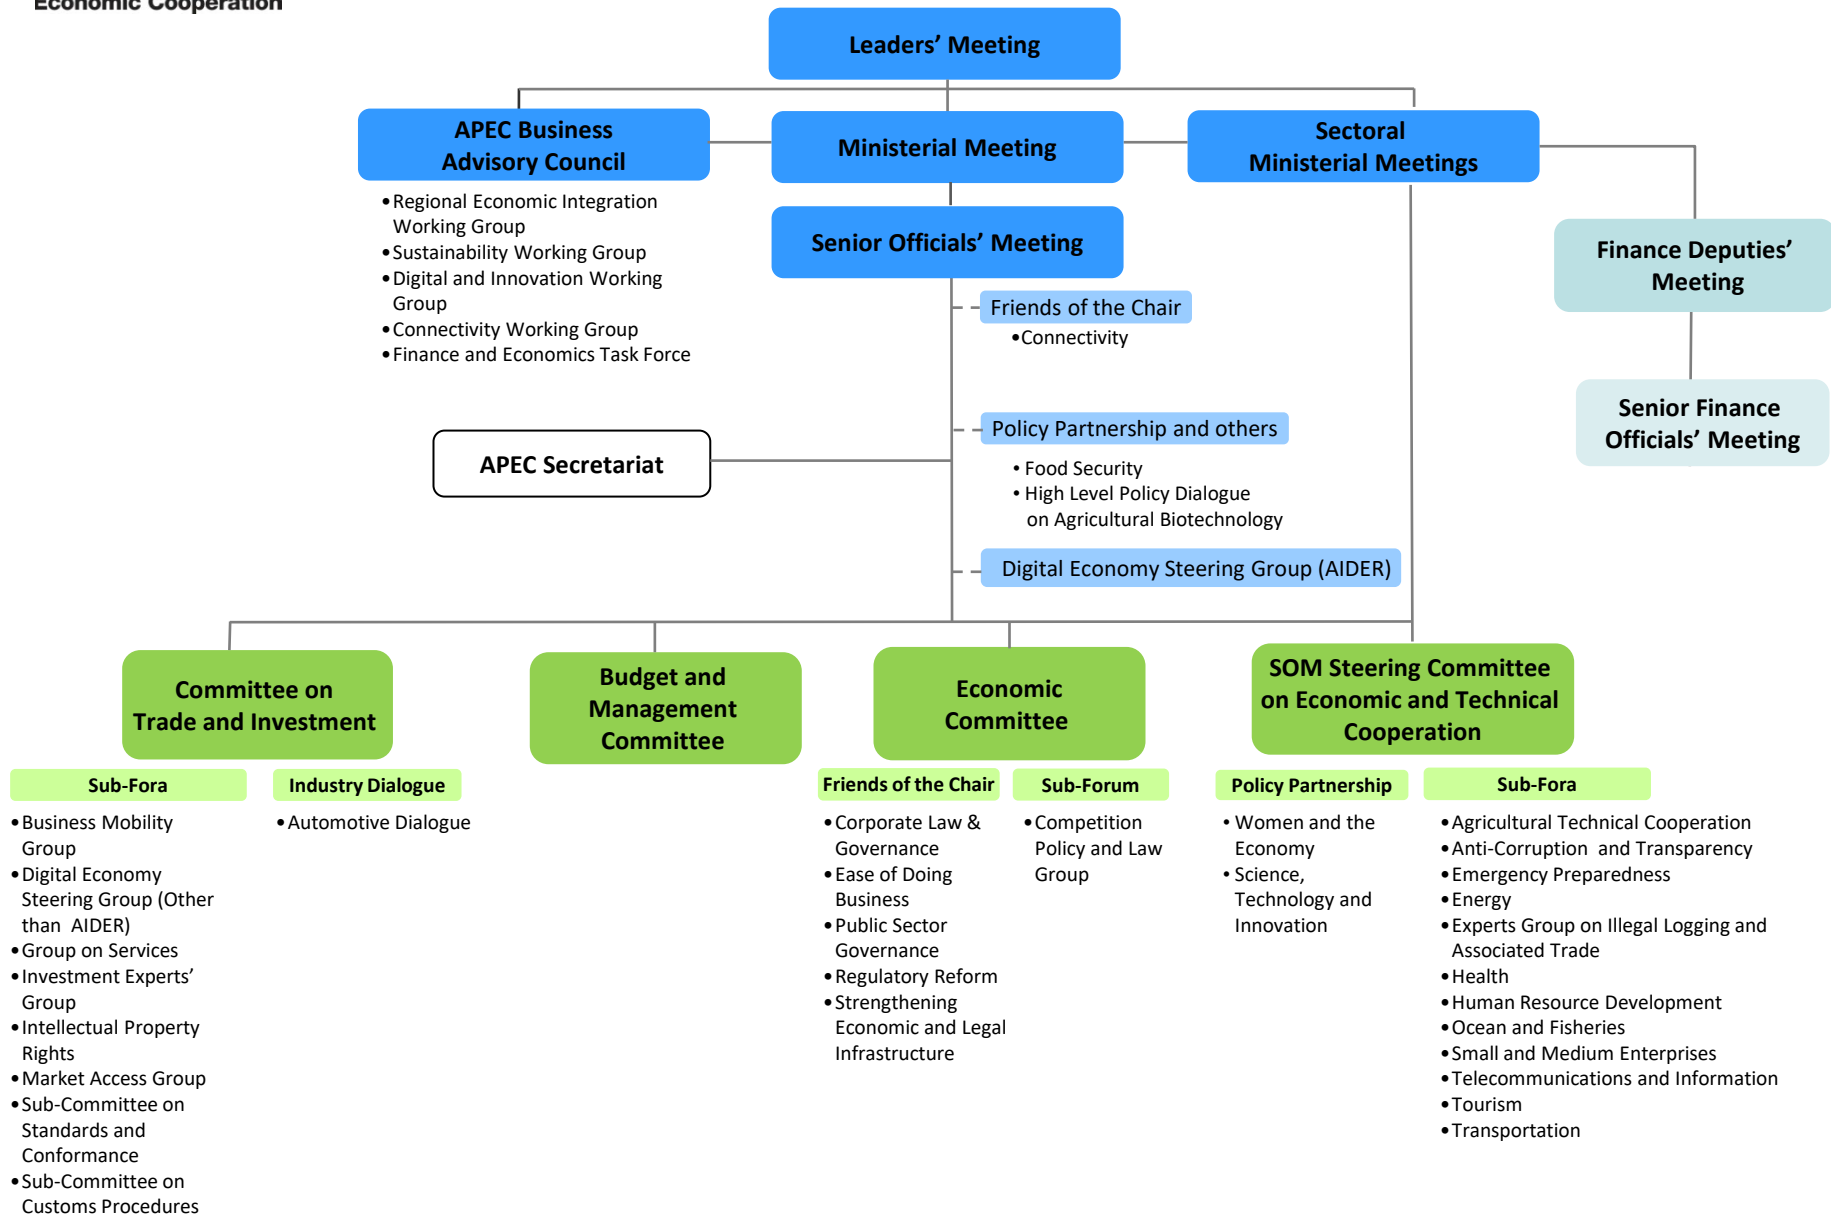 Economic Cooperation
Leaders’ Meeting
APEC Business
Advisory Council
Ministerial Meeting
Sectoral
Ministerial Meetings
•Regional Economic Integration
Working Group
•Sustainability Working Group
•Digital and Innovation Working
Group
•Connectivity Working Group
•Finance and Economics Task Force
Senior Officials’ Meeting
Finance Deputies’
Meeting
Friends of the Chair
•Connectivity
Senior Finance
Officials’ Meeting
APEC Secretariat
Policy Partnership and others
• Food Security
• High Level Policy Dialogue
on Agricultural Biotechnology
Digital Economy Steering Group (AIDER)
Committee on
Trade and Investment
Budget and
Management
Committee
Economic
Committee
SOM Steering Committee
on Economic and Technical
Cooperation
Sub-Fora
•Business Mobility
Group
•Digital Economy
Steering Group (Other
than AIDER)
•Group on Services
•Investment Experts’
Group
•Intellectual Property
Rights
•Market Access Group
•Sub-Committee on
Standards and
Conformance
•Sub-Committee on
Customs Procedures
Industry Dialogue
•Automotive Dialogue
Friends of the Chair
•Corporate Law &
Governance
•Ease of Doing
Business
•Public Sector
Governance
•Regulatory Reform
•Strengthening
Economic and Legal
Infrastructure
Sub-Forum
•Competition
Policy and Law
Group
Policy Partnership
• Women and the
Economy
• Science,
Technology and
Innovation
Sub-Fora
•Agricultural Technical Cooperation
•Anti-Corruption and Transparency
•Emergency Preparedness
•Energy
•Experts Group on Illegal Logging and
Associated Trade
•Health
•Human Resource Development
•Ocean and Fisheries
•Small and Medium Enterprises
•Telecommunications and Information
•Tourism
•Transportation